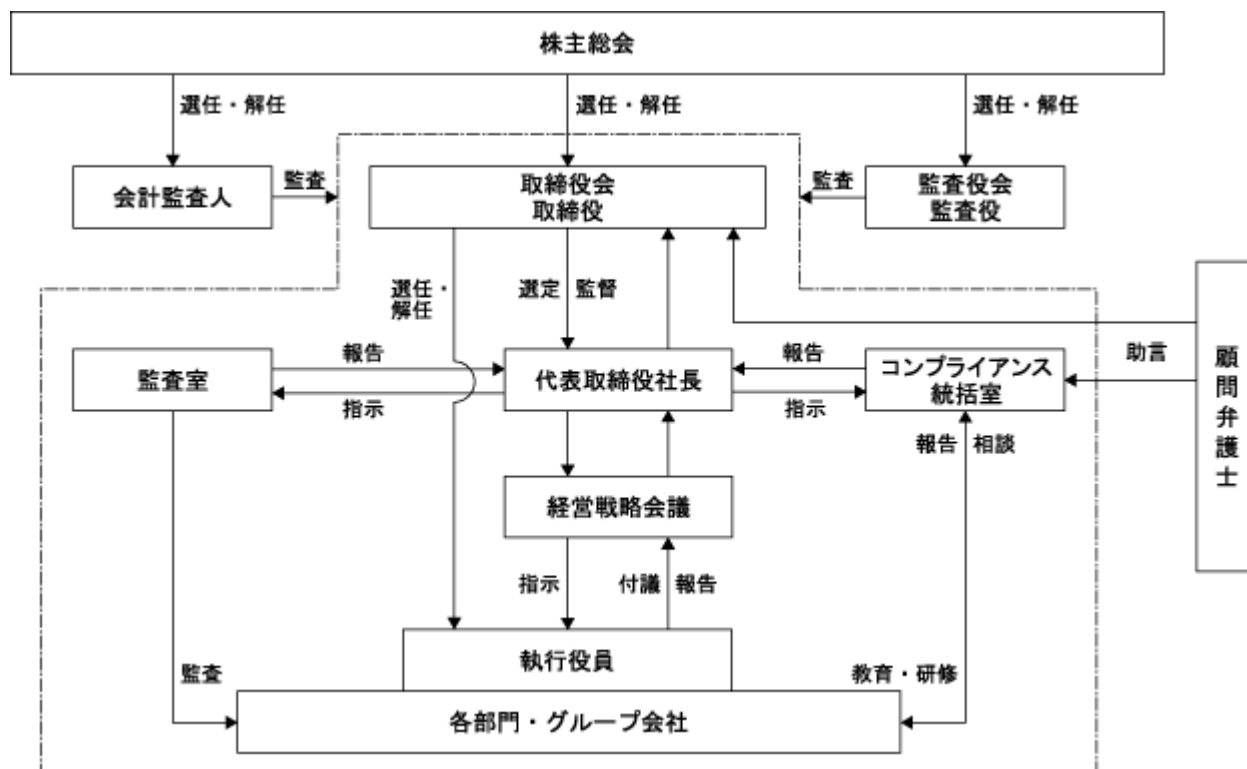 株主総会
選任・解任
選任・解任
選任・解任
会計監査人
監査
取締役会
取締役
監査
監査役会
監査役
選任・
解任
選定
監督
監査室
報告
指示
代表取締役社長
報告
指示
コンプライアンス
統括室
助言
顧問弁護士
報告
相談
経営戦略会議
指示
付議
報告
執行役員
監査
教育・研修
各部門・グループ会社